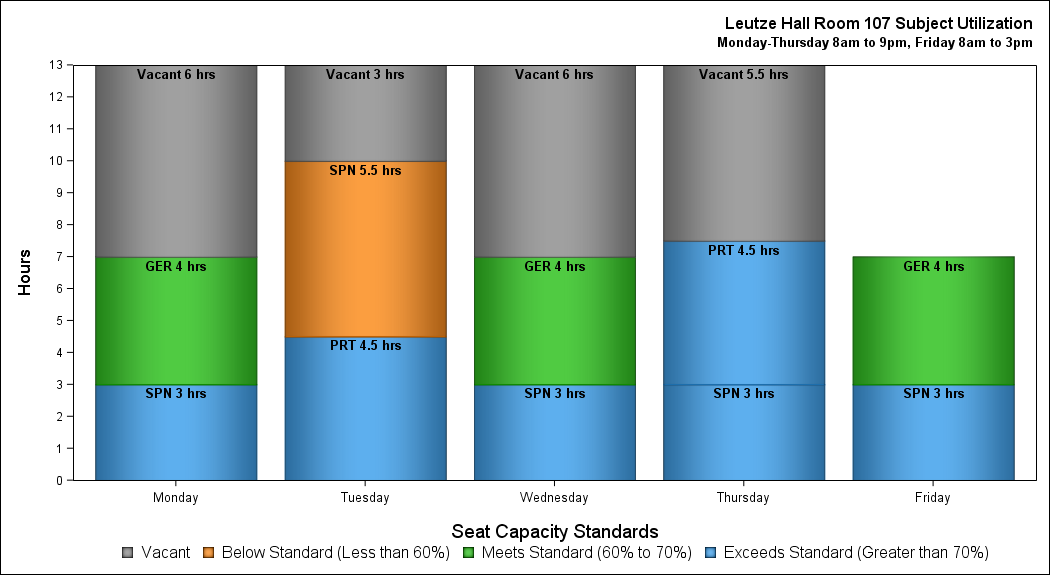 Leutze Hall Room 107 Subject Utilization
Monday-Thursday 8am to 9pm, Friday 8am to 3pm
Hours
13
12
11
10
9
8
7
6
5
4
3
2
1
0
Vacant 6 hrs
GER 4 hrs
SPN 3 hrs
Vacant 3 hrs
SPN 5.5 hrs
PRT 4.5 hrs
Vacant 6 hrs
GER 4 hrs
SPN 3 hrs
Vacant 5.5 hrs
PRT 4.5 hrs
SPN 3 hrs
GER 4 hrs
SPN 3 hrs
Monday Tuesday Wednesday Thursday Friday
Seat Capacity Standards
Vacant Below Standard (Less than 60%) Meets Standard (60% to 70%) Exceeds Standard (Greater than 70%)